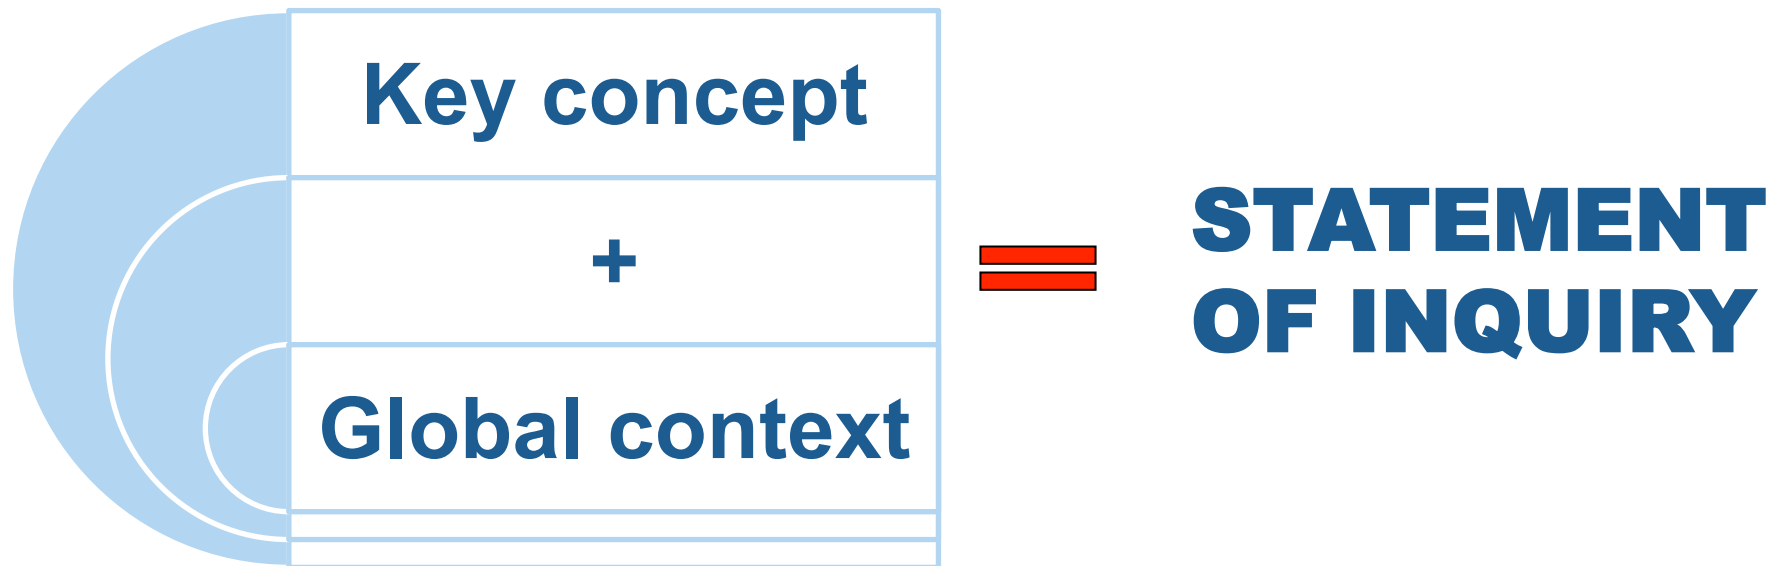 Key concept
+
Global context
STATEMENT
OF INQUIRY